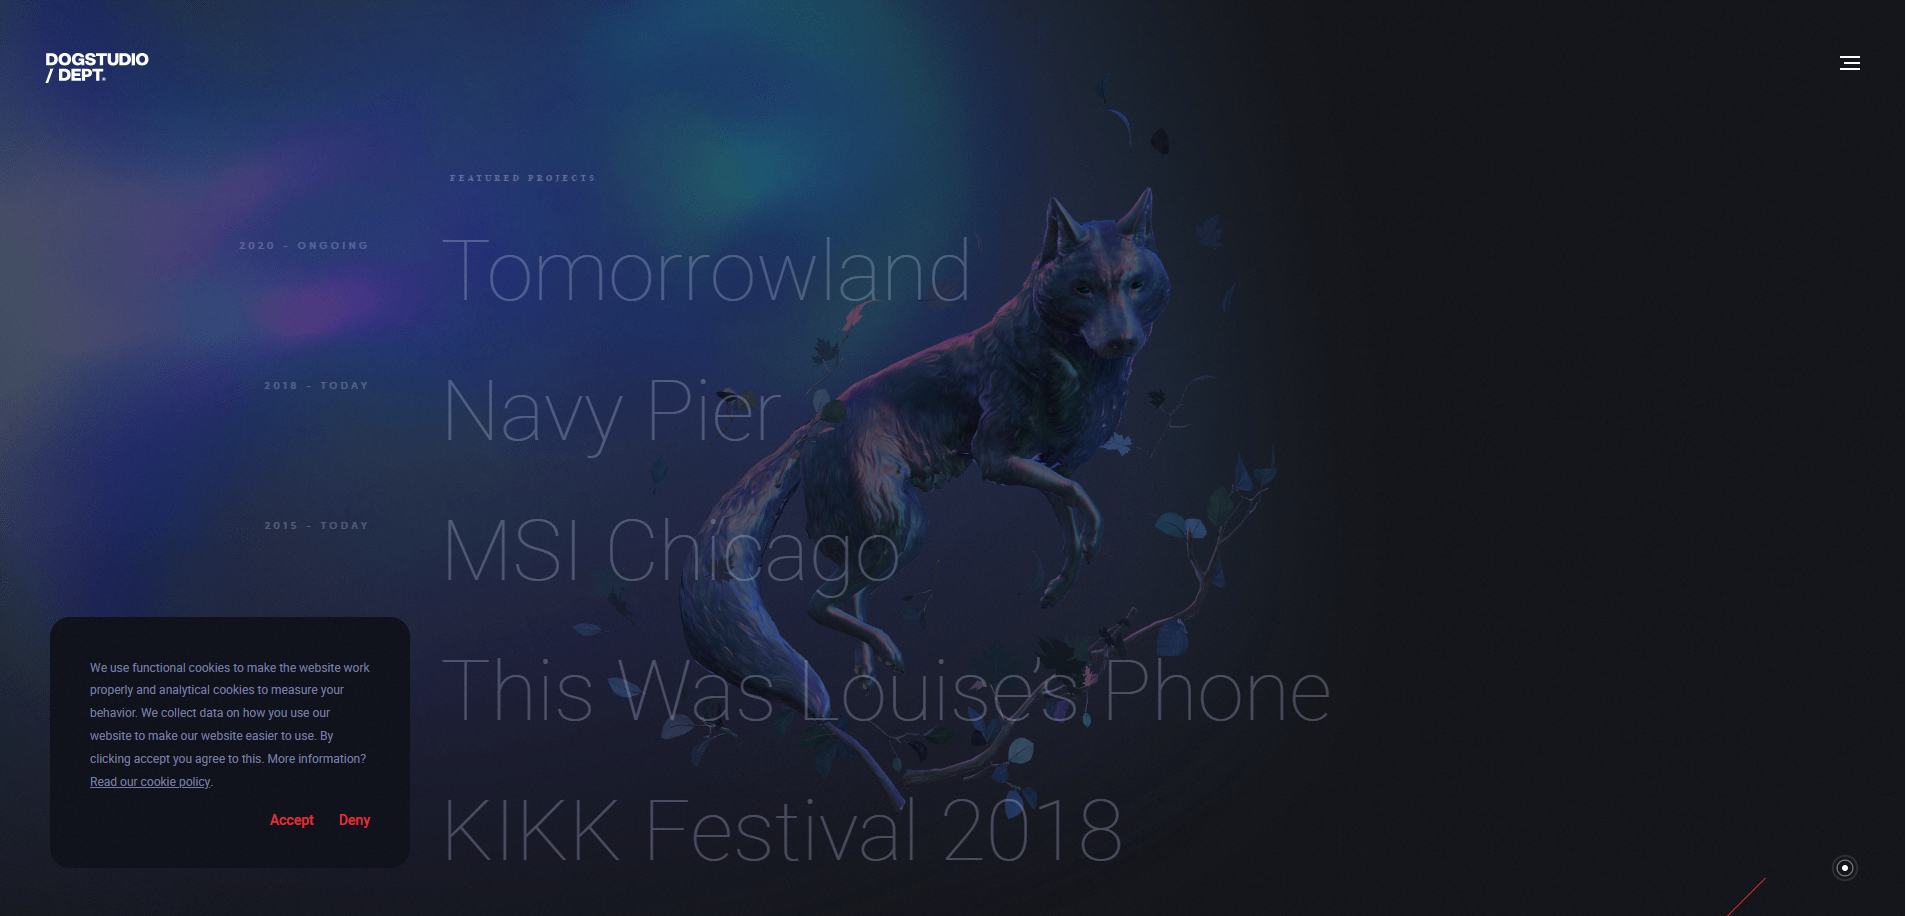 DOGSTUDIO
/ DEPT.
FEATURED PROJECTS
2020 – ONGOING
Tomorrowland
2018 – TODAY
Navy Pier
2015 – TODAY
MSI Chicago
This Was Louise’s Phone
KIKK Festival 2018
We use functional cookies to make the website work
properly and analytical cookies to measure your
behavior. We collect data on how you use our
website to make our website easier to use. By
clicking accept you agree to this. More information?
Read our cookie policy.
Accept Deny